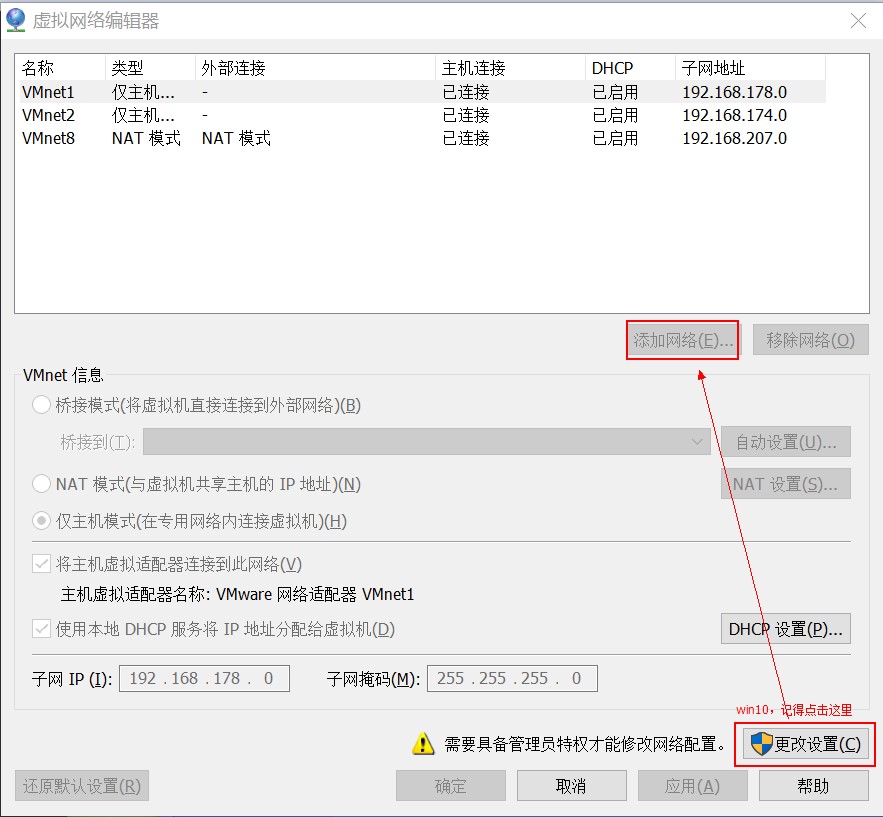 虚拟网络编辑器
名称 类型 外部连接 主机连接 DHCP 子网地址
VMnet1 仅主机... - 已连接 已启用 192.168.178.0
VMnet2 仅主机... - 已连接 已启用 192.168.174.0
VMnet8 NAT 模式 NAT 模式 已连接 已启用 192.168.207.0
添加网络(E)... 移除网络(O)
VMnet 信息
桥接模式(将虚拟机直接连接到外部网络)(B)
桥接到(T): 自动设置(U)...
NAT 模式(与虚拟机共享主机的 IP 地址)(N) NAT 设置(S)...
仅主机模式(在专用网络内连接虚拟机)(H)
将主机虚拟适配器连接到此网络(V)
主机虚拟适配器名称: VMware 网络适配器 VMnet1
使用本地 DHCP 服务将 IP 地址分配给虚拟机(D) DHCP 设置(P)...
子网 IP (I): 192 . 168 . 178 . 0 子网掩码(M): 255 . 255 . 255 . 0
win10，记得点击这里
需要具备管理员特权才能修改网络配置。 更改设置(C)
还原默认设置(R) 确定 取消 应用(A) 帮助